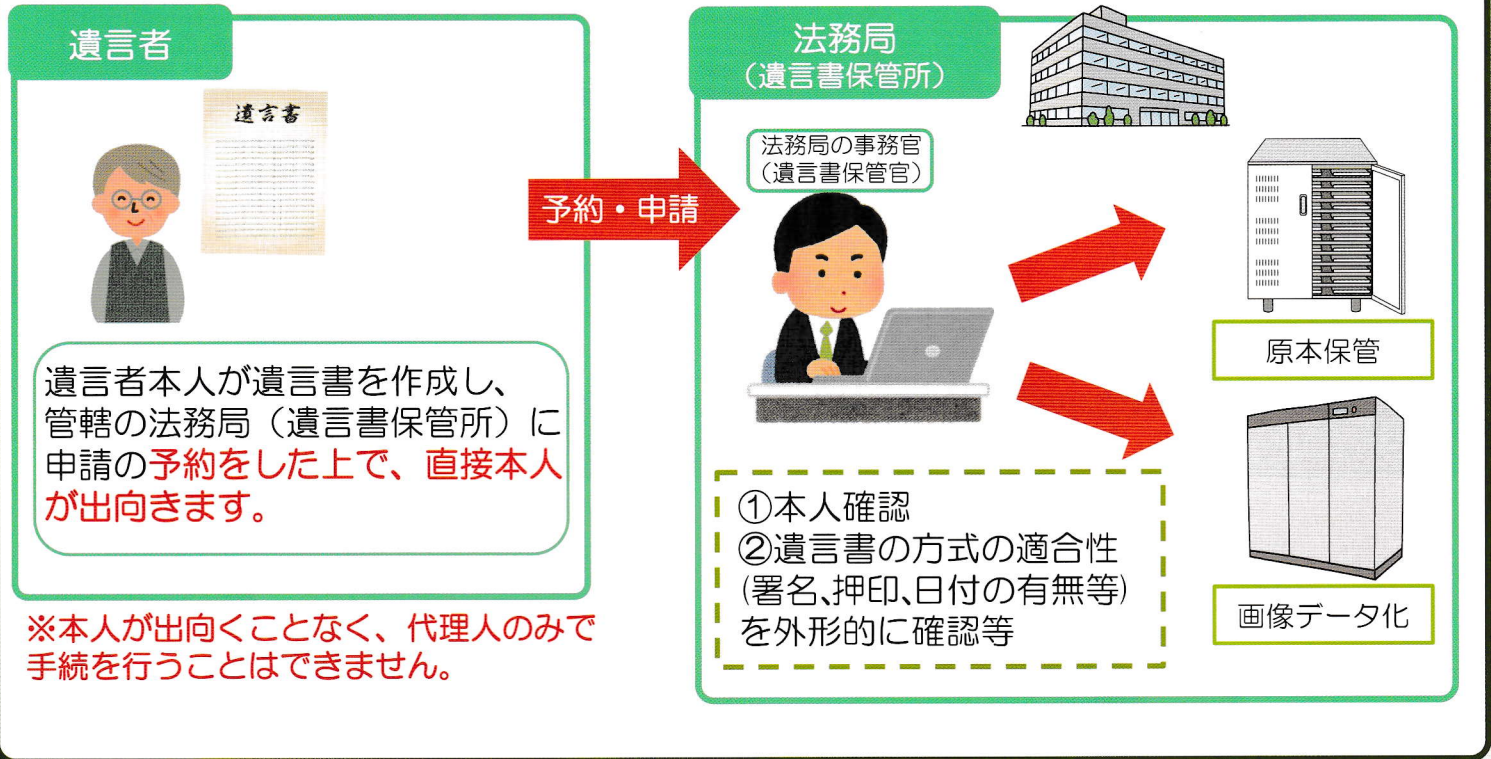 遺言者
遺言書
遺言者本人が遺言書を作成し、
管轄の法務局（遺言書保管所）に
申請の予約をした上で、直接本人
が出向きます。
※本人が出向くことなく、代理人のみで
手続を行うことはできません。
予約・申請
法務局
（遺言書保管所）
法務局の事務官
（遺言書保管官）
①本人確認
②遺言書の方式の適合性
(署名、押印、日付の有無等)
を外形的に確認等
原本保管
画像データ化